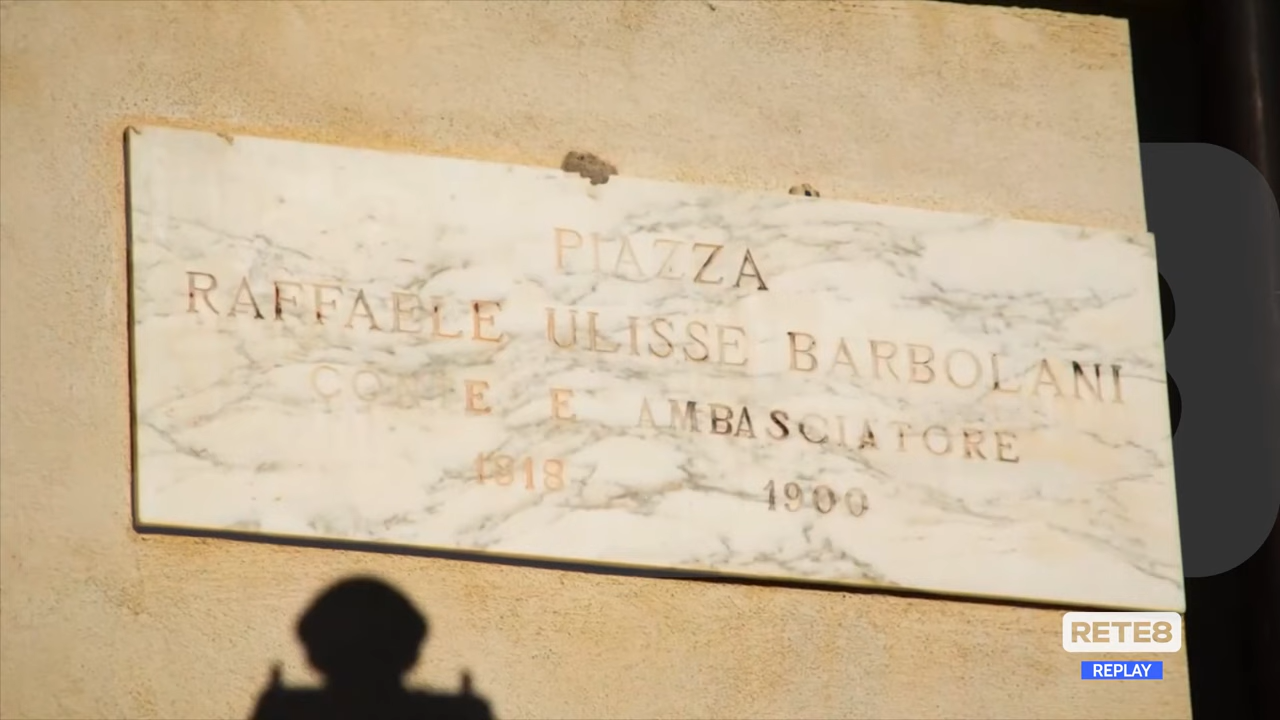 PIAZZA
RAFFAELE ULISSE BARBOLANI
CONTE E AMBASCIATORE
1818 1900
RETE8
REPLAY